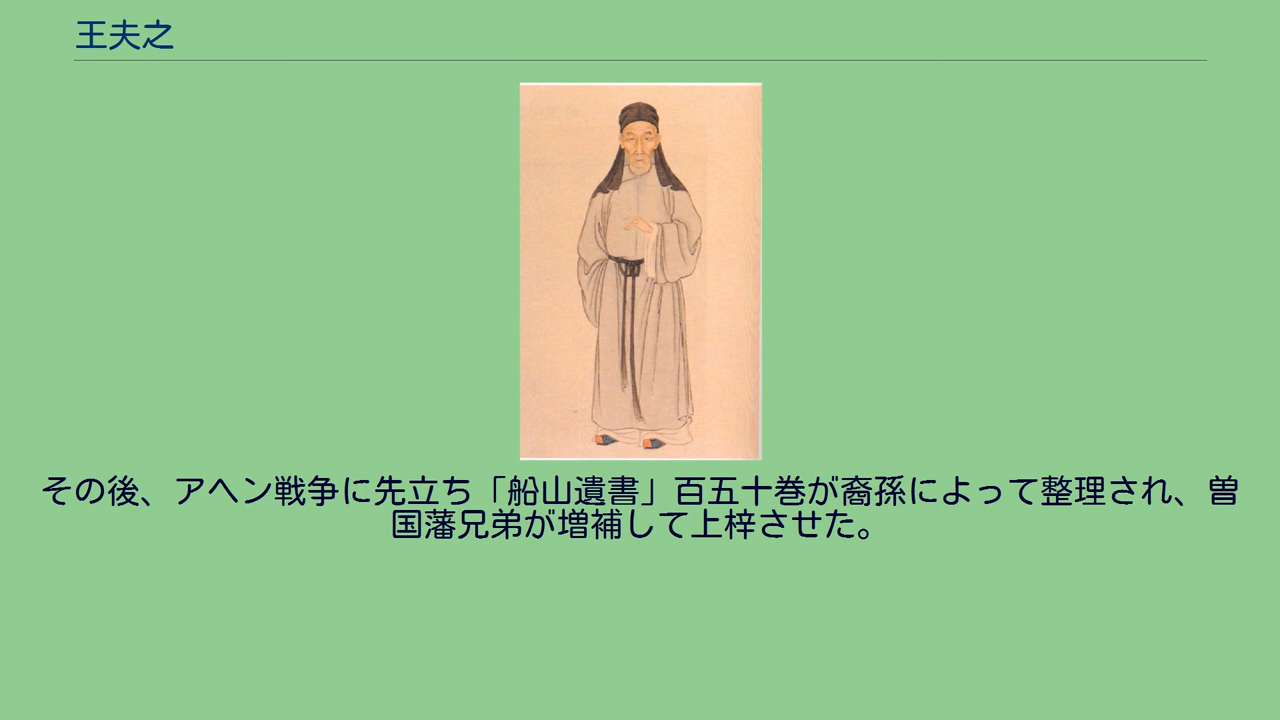 王夫之
その後、アヘン戦争に先立ち「船山遺書」百五十巻が裔孫によって整理され、曽
国藩兄弟が増補して上梓させた。